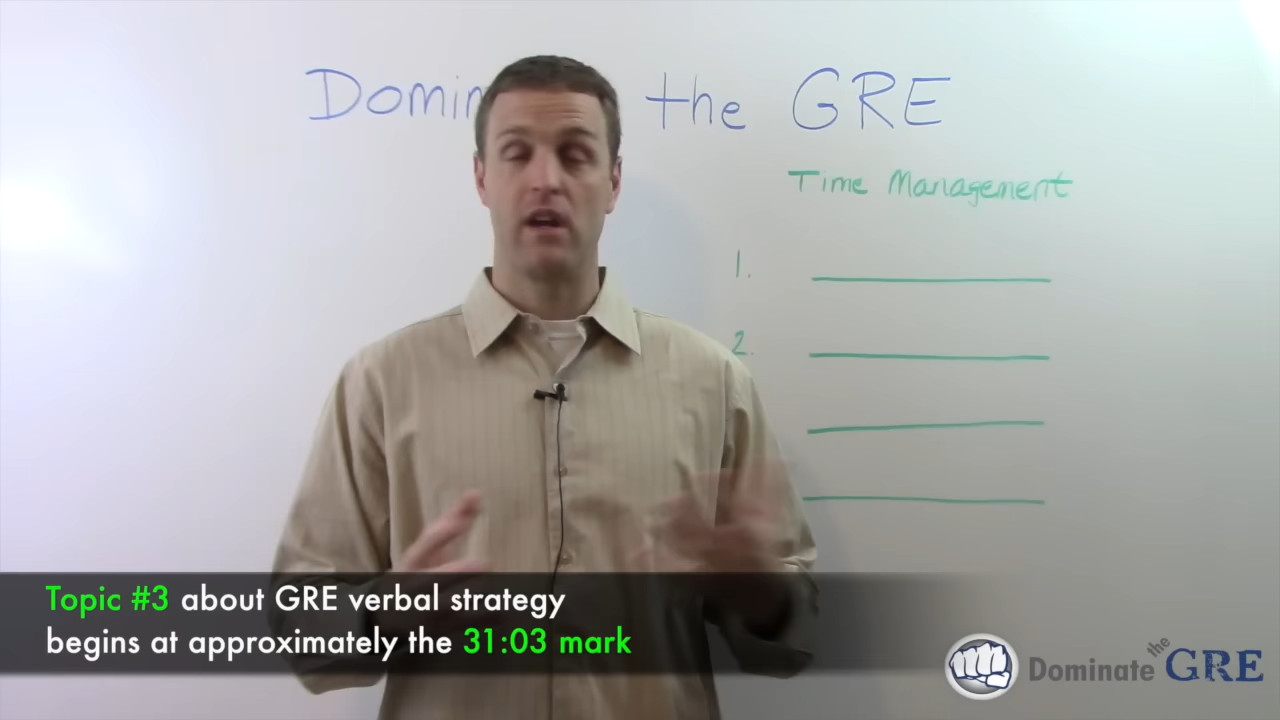 Domin the GRE
Time Management
1.
2.
Topic #3 about GRE verbal strategy
begins at approximately the 31:03 mark
Dominate the GRE